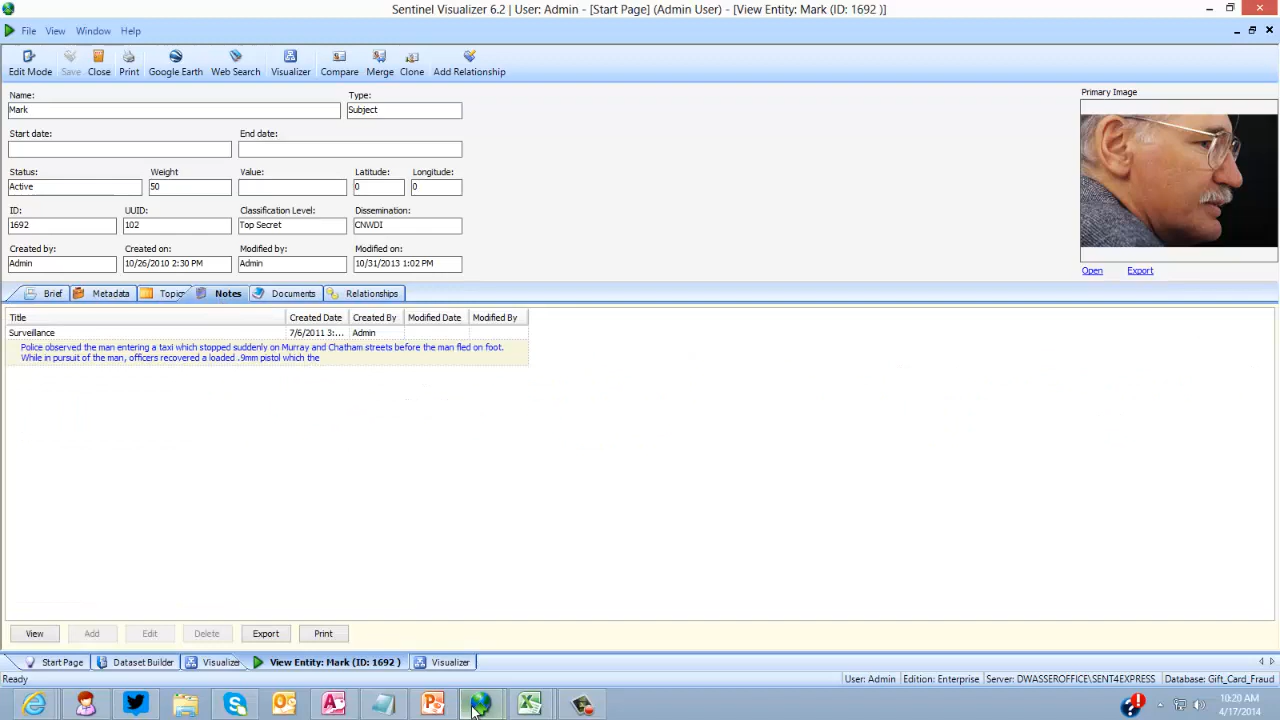 Sentinel Visualizer 6.2 | User: Admin - [Start Page] (Admin User) - [View Entity: Mark (ID: 1692 )]
File View Window Help
Edit Mode Save Close Print Google Earth Web Search Visualizer Compare Merge Clone Add Relationship
Name: Type: Primary Image
Mark Subject
Start date: End date:
Status: Weight Value: Latitude: Longitude:
Active 50 0 0
ID: UUID: Classification Level: Dissemination:
1692 102 Top Secret CNWDI
Created by: Created on: Modified by: Modified on:
Admin 10/26/2010 2:30 PM Admin 10/31/2013 1:02 PM
Open Export
Brief Metadata Topic Notes Documents Relationships
Title Created Date Created By Modified Date Modified By
Surveillance 7/6/2011 3:... Admin
Police observed the man entering a taxi which stopped suddenly on Murray and Chatham streets before the man fled on foot.
While in pursuit of the man, officers recovered a loaded .9mm pistol which the
View Add Edit Delete Export Print
Start Page Dataset Builder Visualizer View Entity: Mark (ID: 1692 ) Visualizer
Ready User: Admin Edition: Enterprise Server: DWASSEROFFICE\SENT4EXPRESS Database: Gift_Card_Fraud
10:20 AM
4/17/2014